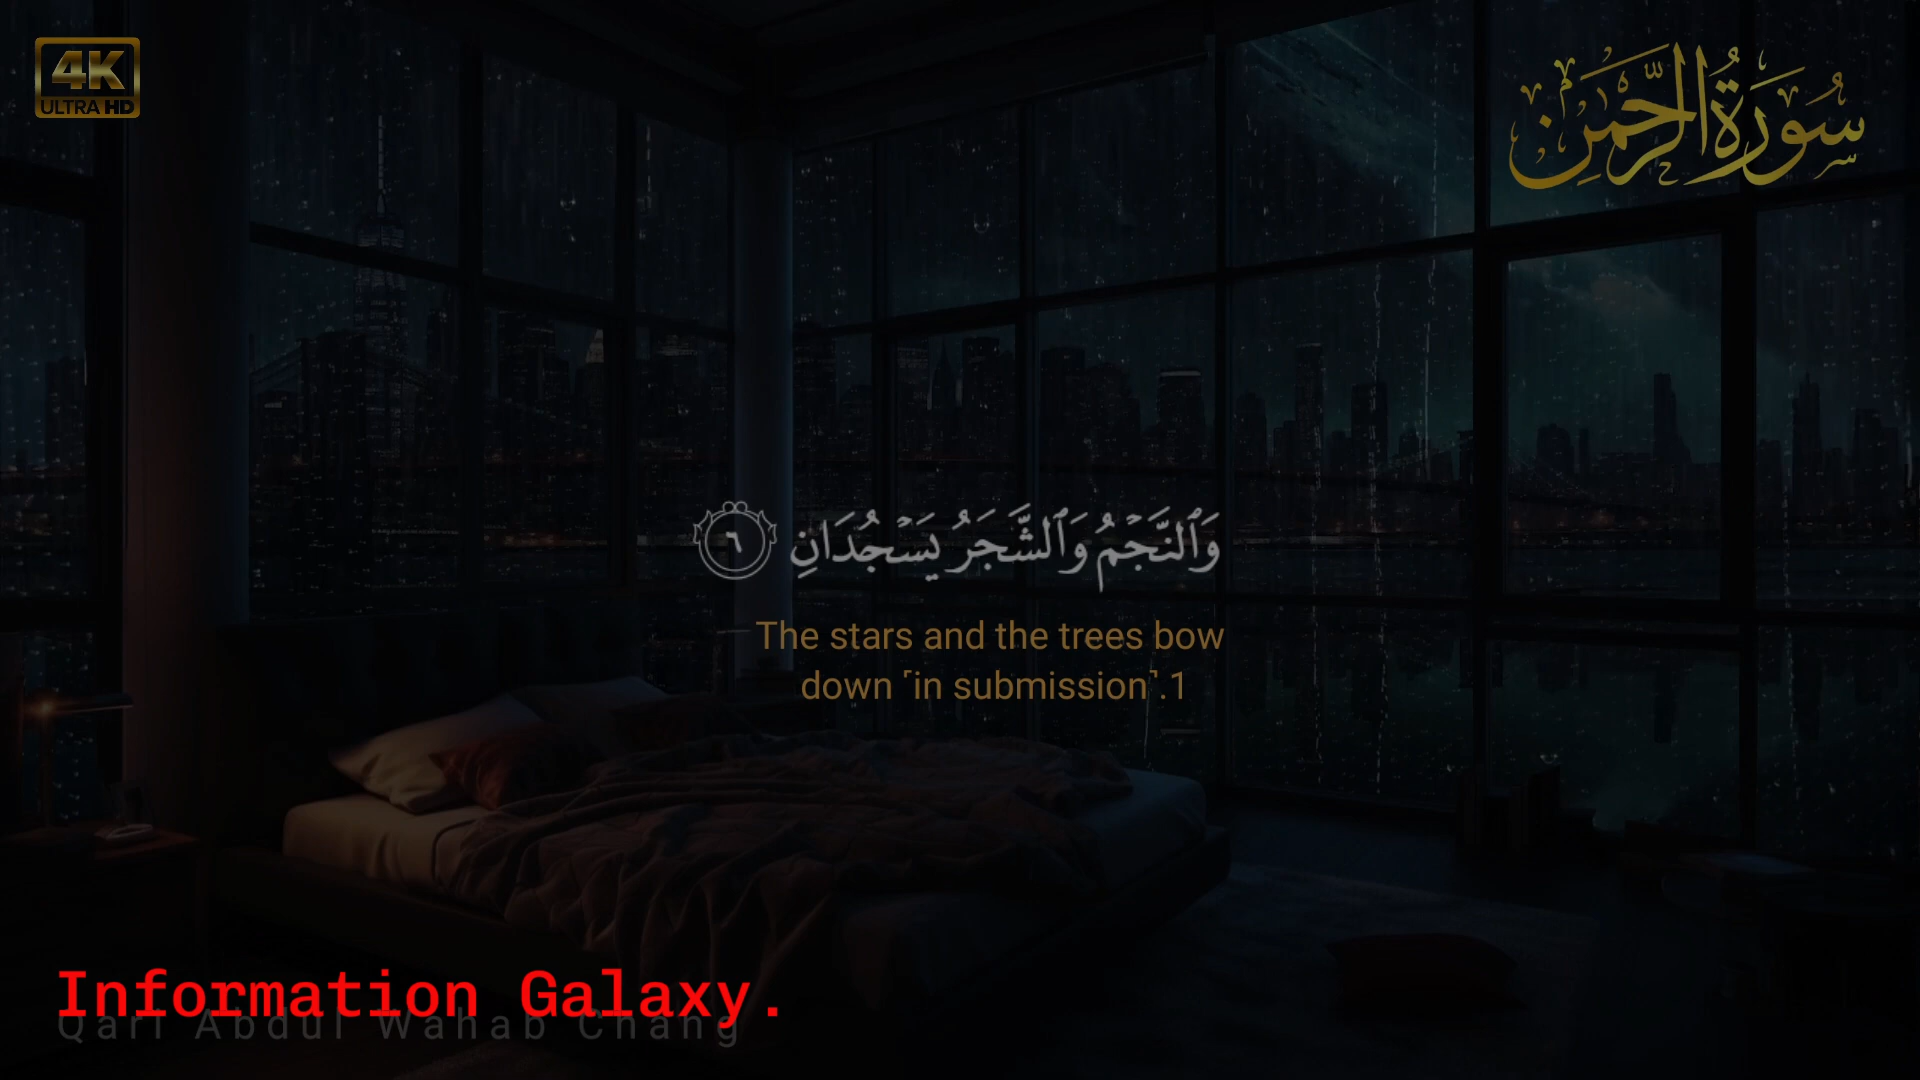 4K
ULTRA HD
سُورَةُ الرَّحْمٰنِ
وَٱلنَّجۡمُ وَٱلشَّجَرُ يَسۡجُدَانِ ٦
The stars and the trees bow
down ˹in submission˺.1
Information Galaxy.
Qari Abdul Wahab Chang